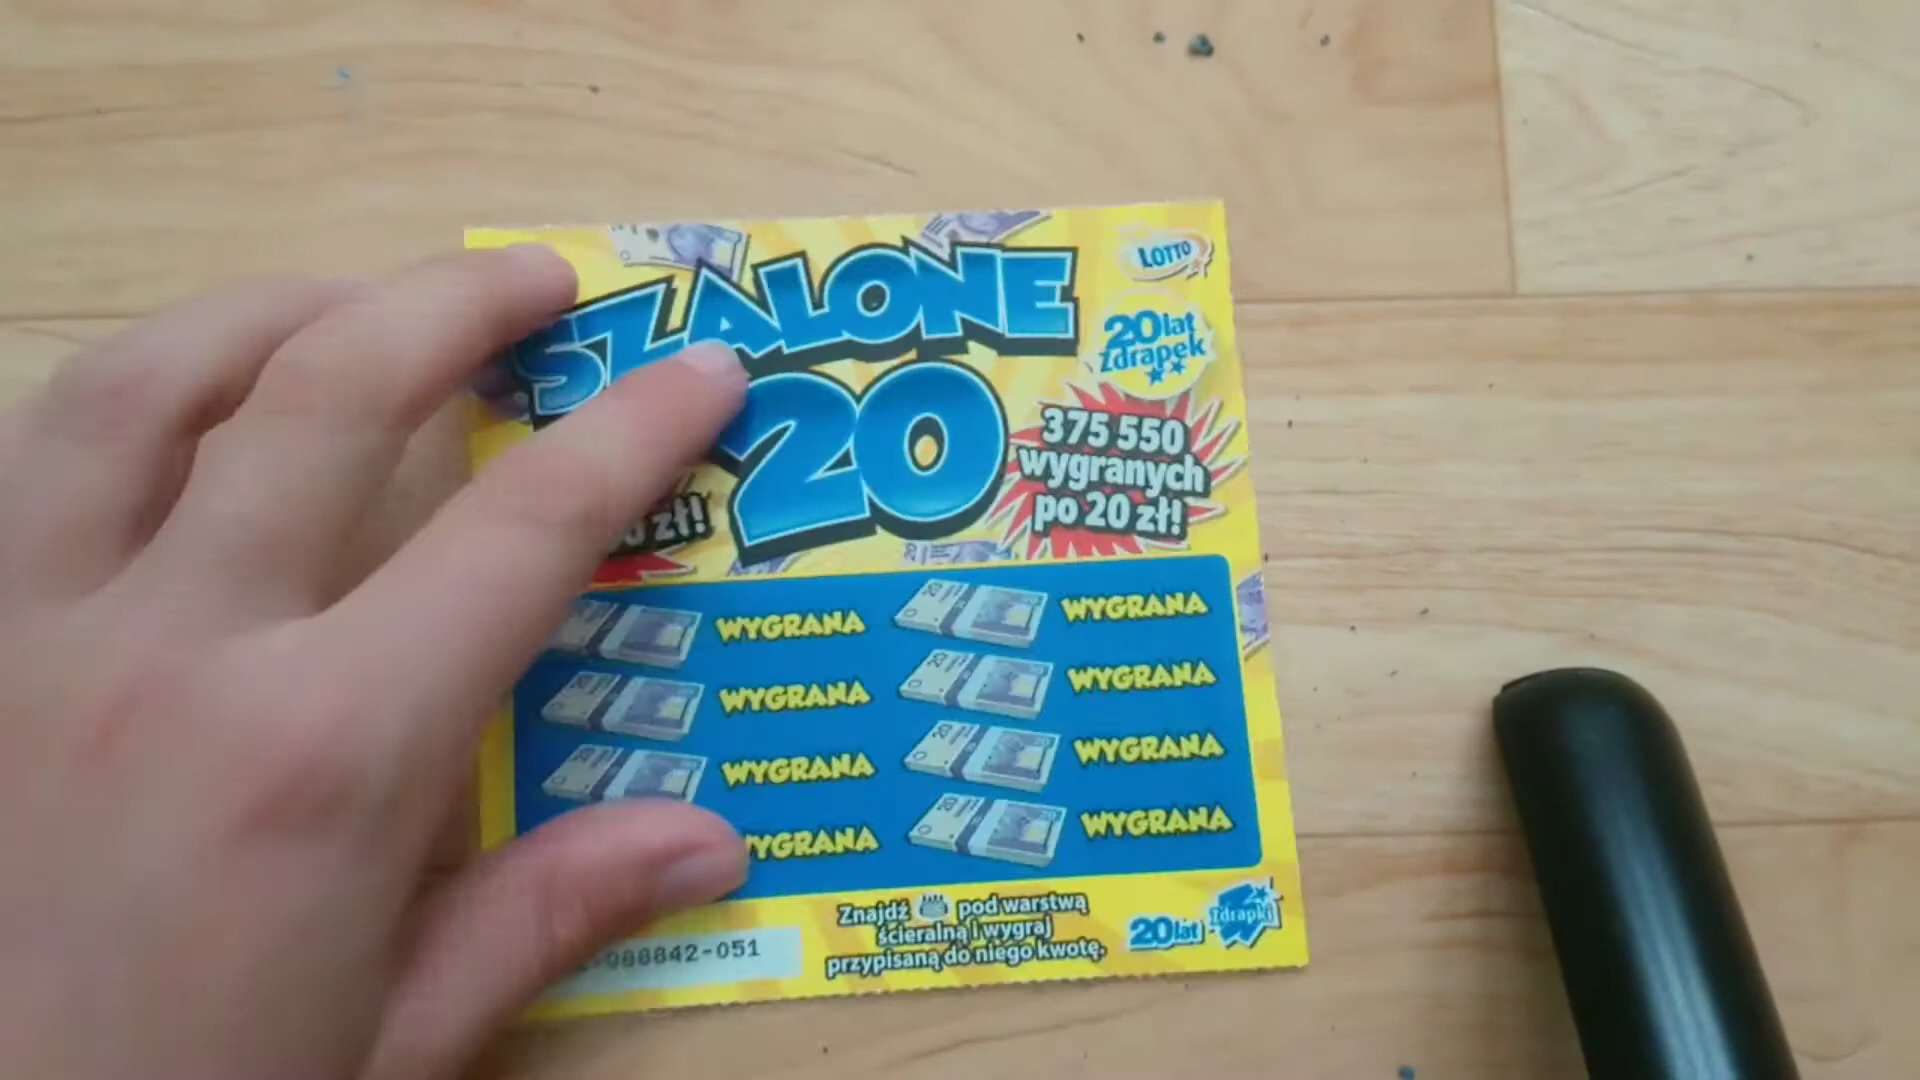 SZALONE
20
LOTTO
20 lat
Zdrapek
375 550
wygranych
po 20 zł!
zł!
WYGRANA WYGRANA
WYGRANA WYGRANA
WYGRANA WYGRANA
WYGRANA WYGRANA
Znajdź pod warstwą
ścieralną i wygraj
przypisaną do niego kwotę.
20 lat Zdrapki
-088842-051